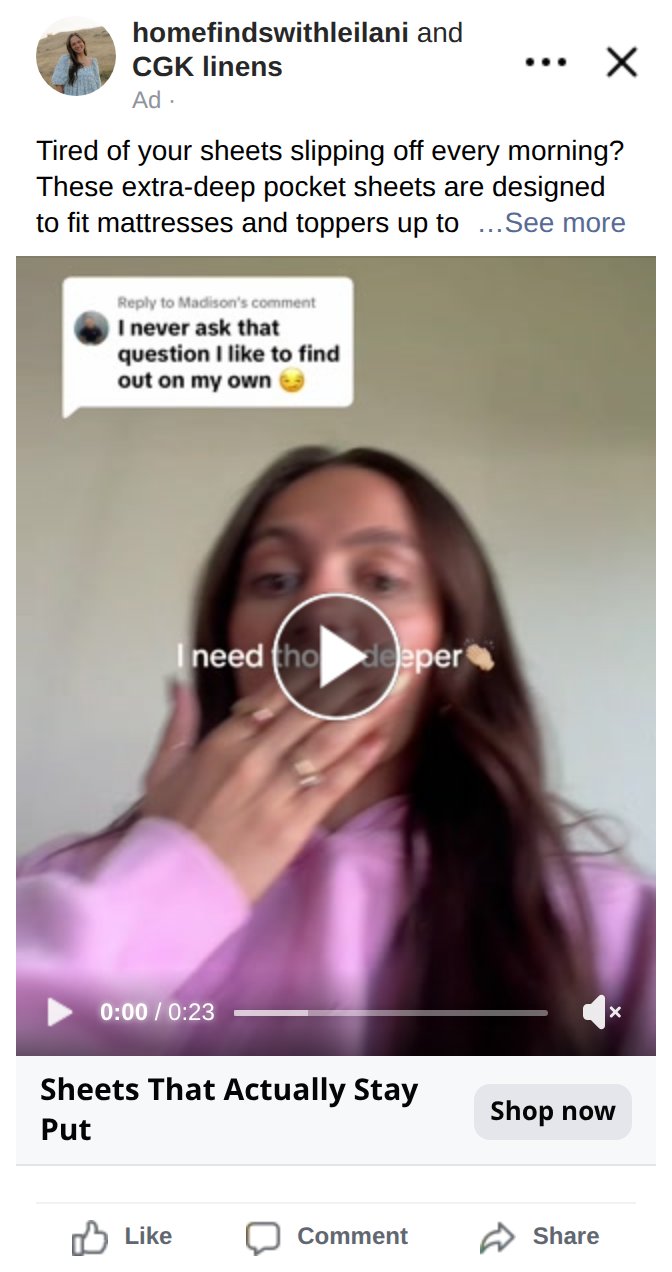 homefindswithleilani and
CGK linens
Ad ·
Tired of your sheets slipping off every morning?
These extra-deep pocket sheets are designed
to fit mattresses and toppers up to ...See more
Reply to Madison's comment
I never ask that
question I like to find
out on my own 😏
I need deeper👏🏼
0:00 / 0:23
Sheets That Actually Stay
Put
Shop now
Like Comment Share